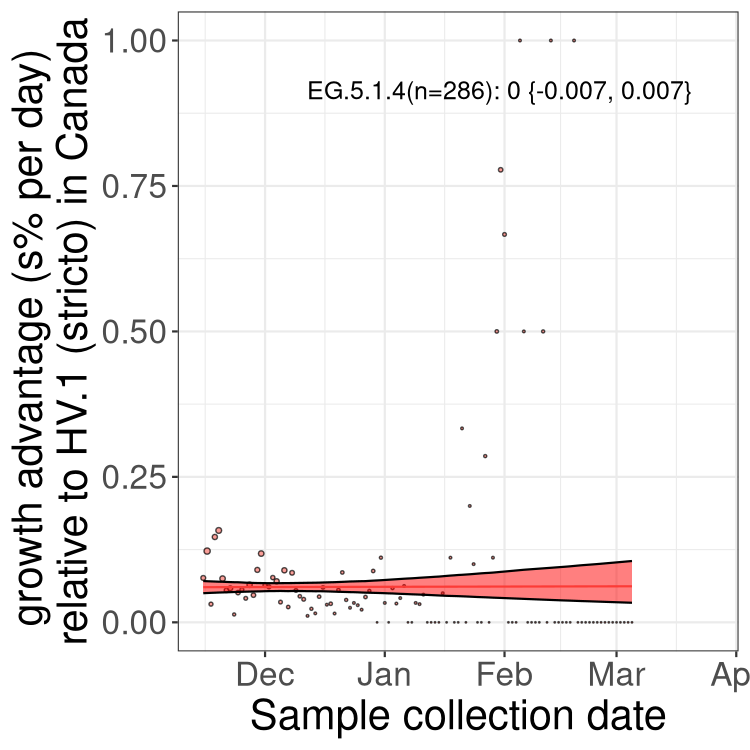 growth advantage (s% per day)
relative to HV.1 (stricto) in Canada
1.00
0.75
0.50
0.25
0.00
EG.5.1.4(n=286): 0 {-0.007, 0.007}
Dec
Jan
Feb
Mar
Ap
Sample collection date